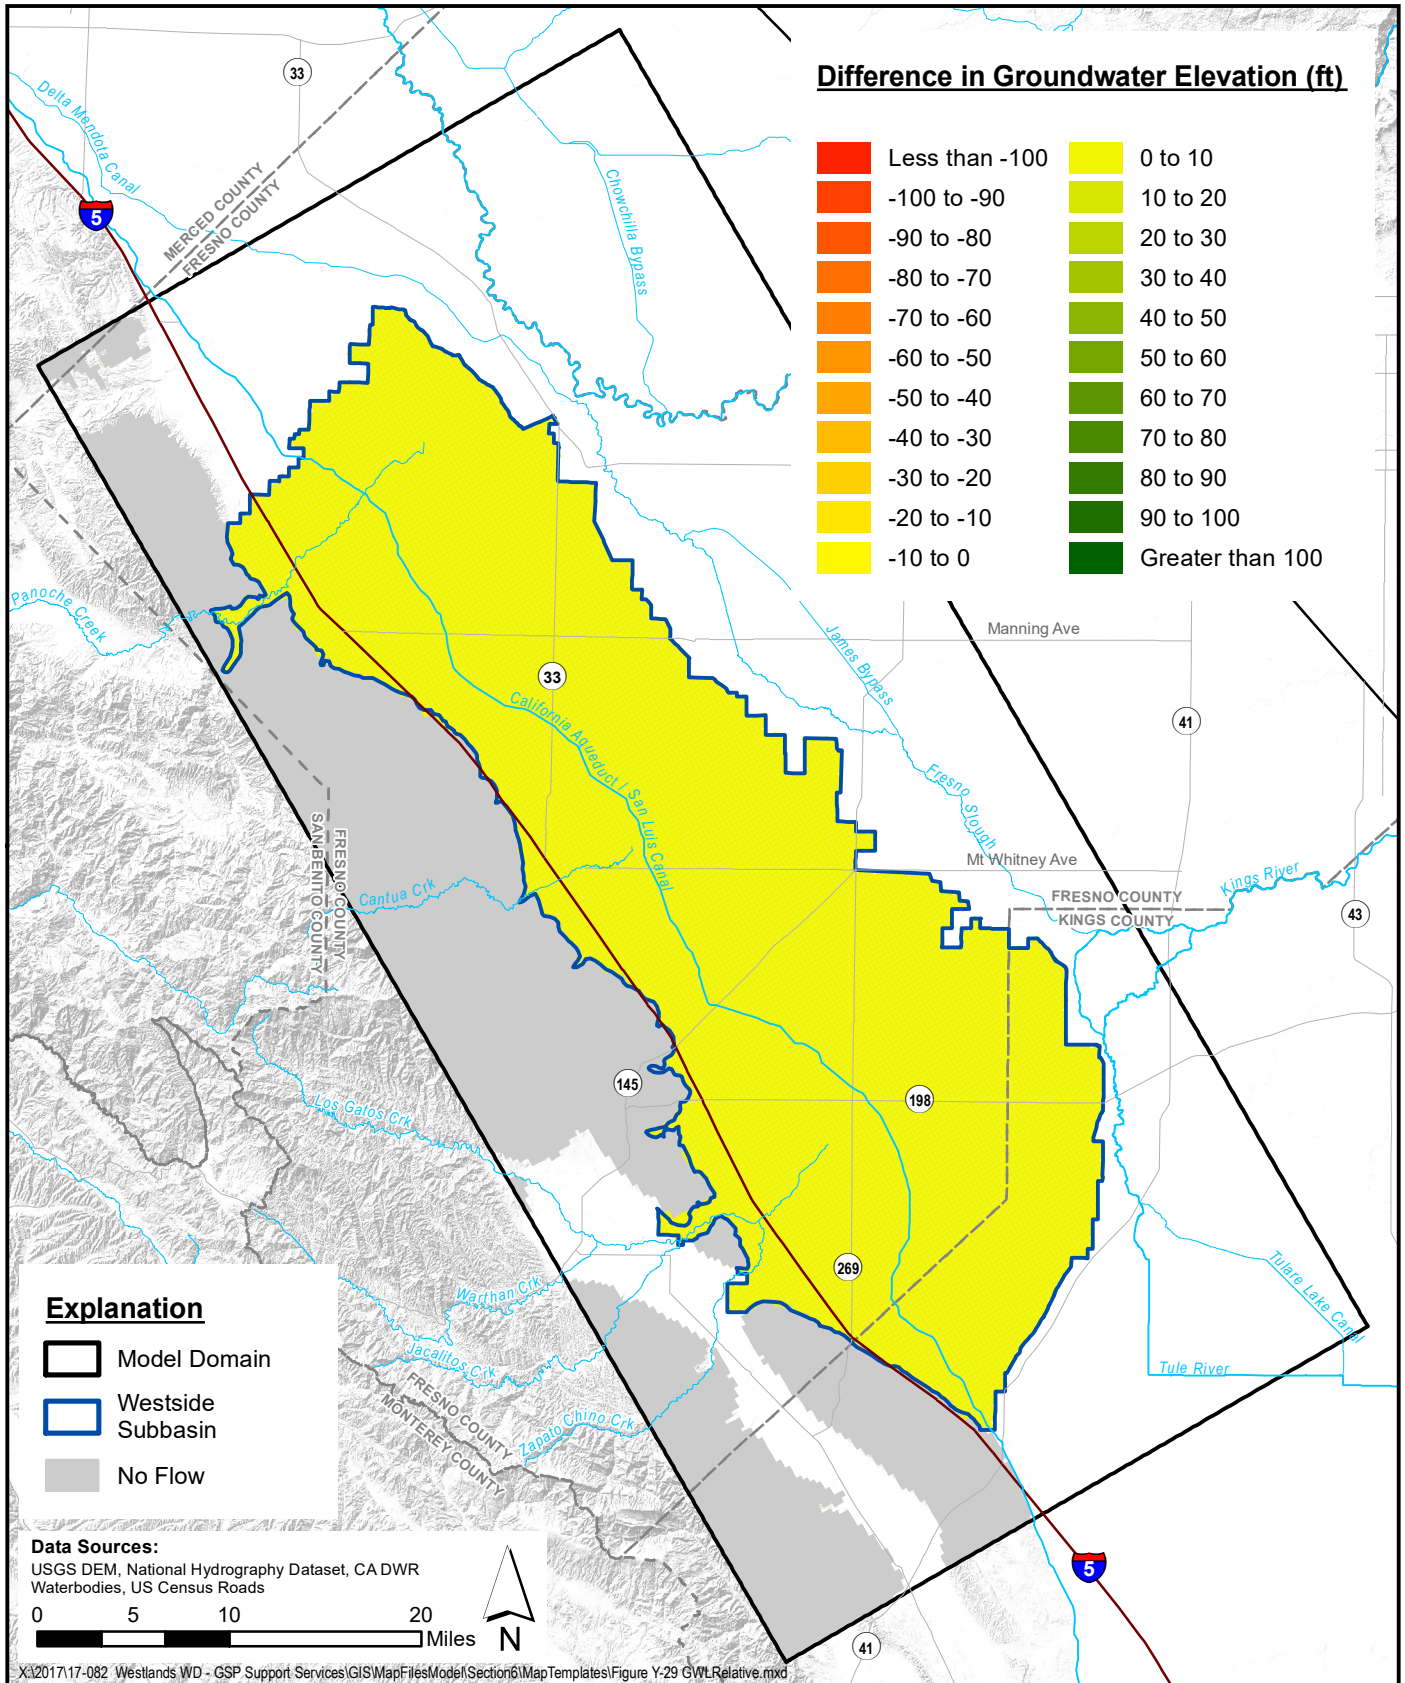 Difference in Groundwater Elevation (ft)
Less than -100
-100 to -90
-90 to -80
-80 to -70
-70 to -60
-60 to -50
-50 to -40
-40 to -30
-30 to -20
-20 to -10
-10 to 0
0 to 10
10 to 20
20 to 30
30 to 40
40 to 50
50 to 60
60 to 70
70 to 80
80 to 90
90 to 100
Greater than 100
33
Delta Mendota Canal
5
MERCED COUNTY
FRESNO COUNTY
Chowchilla Bypass
Panoche Creek
Manning Ave
James Bypass
33
41
California Aqueduct / San Luis Canal
Fresno Slough
SAN BENITO COUNTY
FRESNO COUNTY
Mt Whitney Ave
Kings River
Cantua Crk
FRESNO COUNTY
KINGS COUNTY
43
145
198
Los Gatos Crk
269
Tulare Lake Canal
Warthan Crk
Jacalitos Crk
Tule River
FRESNO COUNTY
MONTEREY COUNTY
Zapato Chino Crk
5
41
Explanation
Model Domain
Westside
Subbasin
No Flow
Data Sources:
USGS DEM, National Hydrography Dataset, CA DWR
Waterbodies, US Census Roads
0 5 10 20
Miles
N
X:\2017\17-082 Westlands WD - GSP Support Services\GIS\MapFilesModel\Section6\MapTemplates\Figure Y-29 GWLRelative.mxd